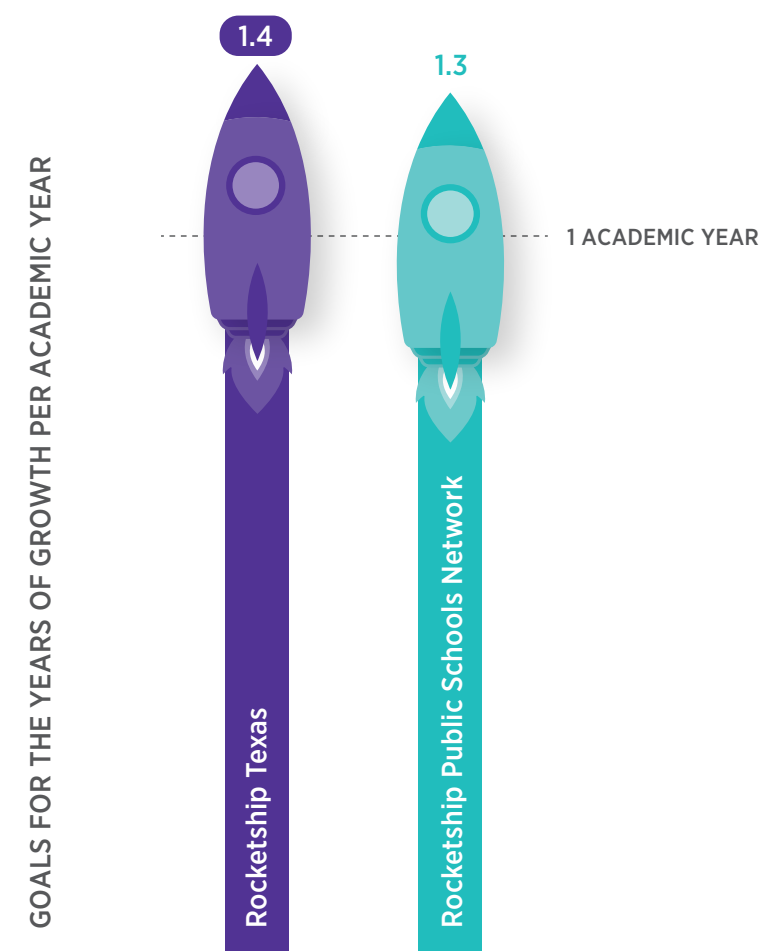 GOALS FOR THE YEARS OF GROWTH PER ACADEMIC YEAR
1.4
1.3
1 ACADEMIC YEAR
Rocketship Texas
Rocketship Public Schools Network